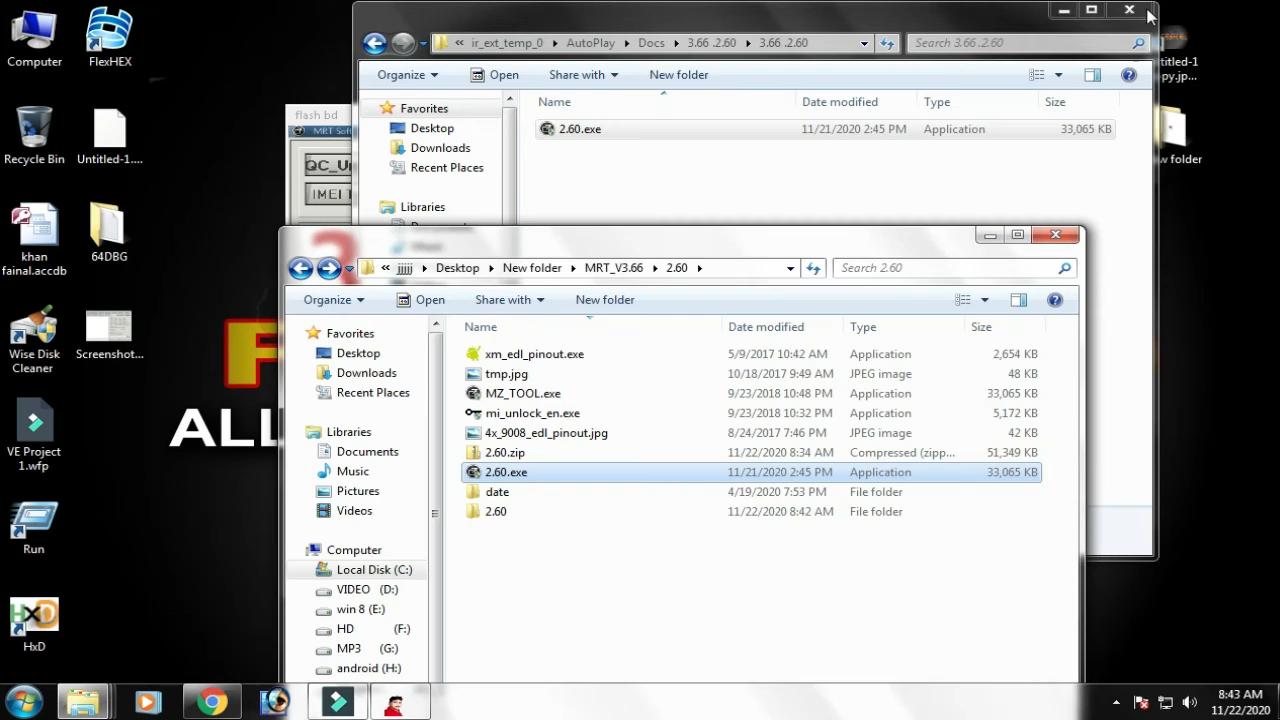 Computer
FlexHEX
Recycle Bin
Untitled-1....
khan
fainal.accdb
64DBG
Wise Disk
Cleaner
Screenshot...
VE Project
1.wfp
Run
HxD
flash bd
ALL
IMEI
ir_ext_temp_0 AutoPlay Docs 3.66 .2.60 3.66 .2.60
Search 3.66 .2.60
Organize Open Share with New folder
Favorites
Desktop
Downloads
Recent Places
Libraries
Name Date modified Type Size
2.60.exe 11/21/2020 2:45 PM Application 33,065 KB
jjjjj Desktop New folder MRT_V3.66 2.60
Search 2.60
Organize Open Share with New folder
Favorites
Desktop
Downloads
Recent Places
Libraries
Documents
Music
Pictures
Videos
Computer
Local Disk (C:)
VIDEO (D:)
win 8 (E:)
HD (F:)
MP3 (G:)
android (H:)
Name Date modified Type Size
xm_edl_pinout.exe 5/9/2017 10:42 AM Application 2,654 KB
tmp.jpg 10/18/2017 9:49 AM JPEG image 48 KB
MZ_TOOL.exe 9/23/2018 10:48 PM Application 33,065 KB
mi_unlock_en.exe 9/23/2018 10:32 PM Application 5,172 KB
4x_9008_edl_pinout.jpg 8/24/2017 7:46 PM JPEG image 42 KB
2.60.zip 11/22/2020 8:34 AM Compressed (zipp... 51,349 KB
2.60.exe 11/21/2020 2:45 PM Application 33,065 KB
date 4/19/2020 7:53 PM File folder
2.60 11/22/2020 8:42 AM File folder
8:43 AM
11/22/2020